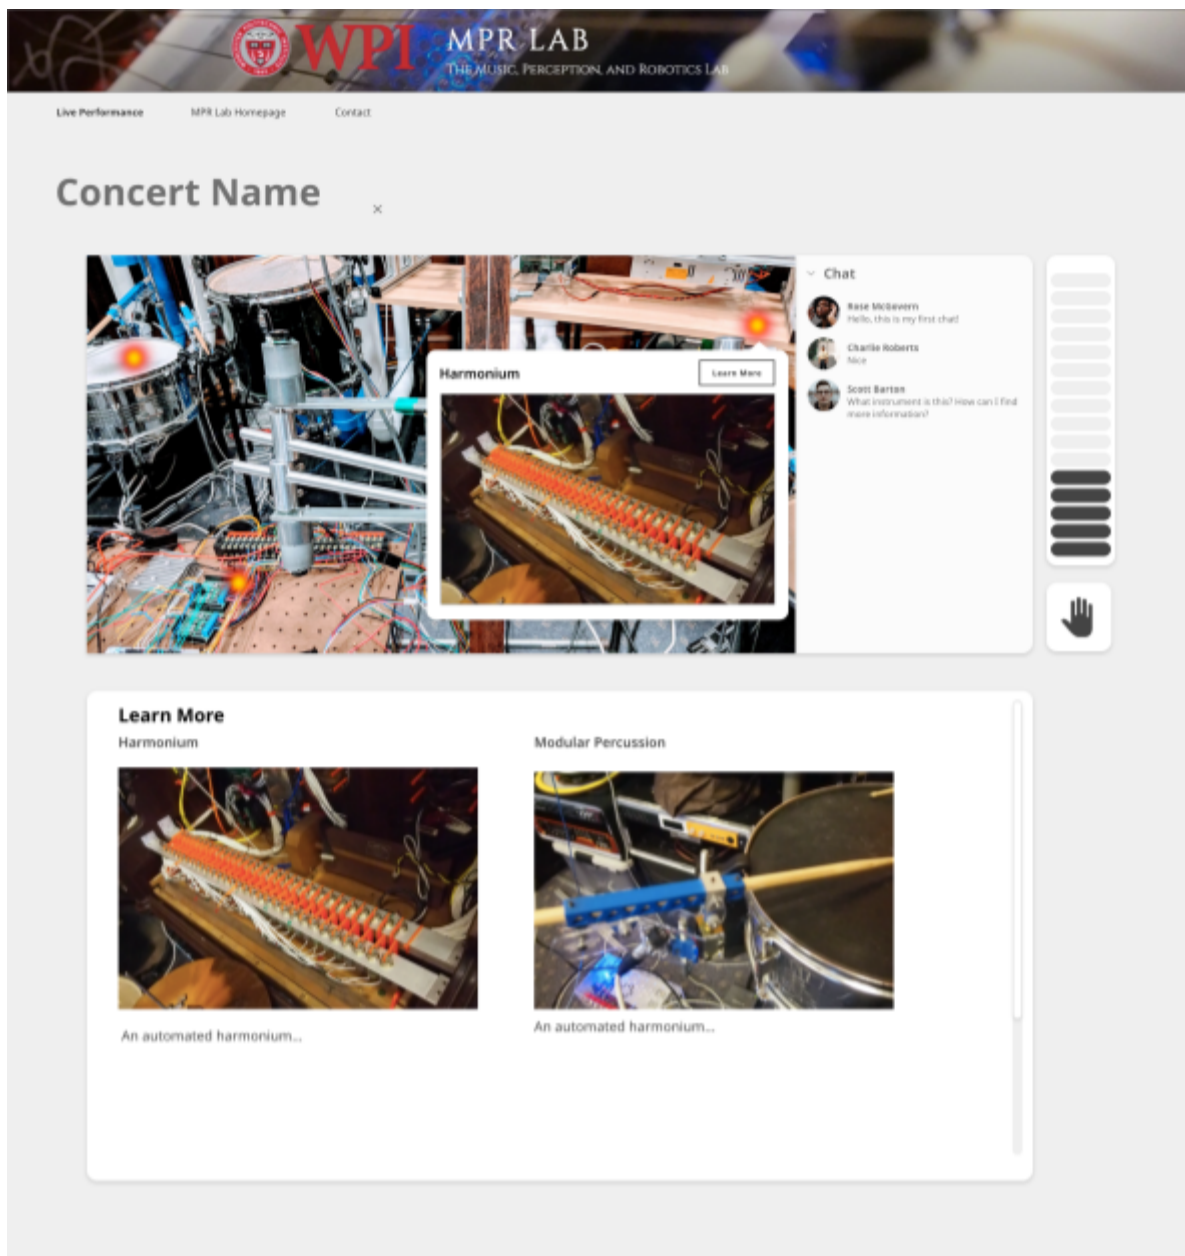 WPI
MPR LAB
The Music, Perception, and Robotics Lab
Live Performance
MPR Lab Homepage
Contact
Concert Name
Harmonium
Learn More
Chat
Rose McGovern
Hello, this is my first chat!
Charlie Roberts
Nice
Scott Barton
What instrument is this? How can I find
more information?
Learn More
Harmonium
Modular Percussion
An automated harmonium...
An automated harmonium...